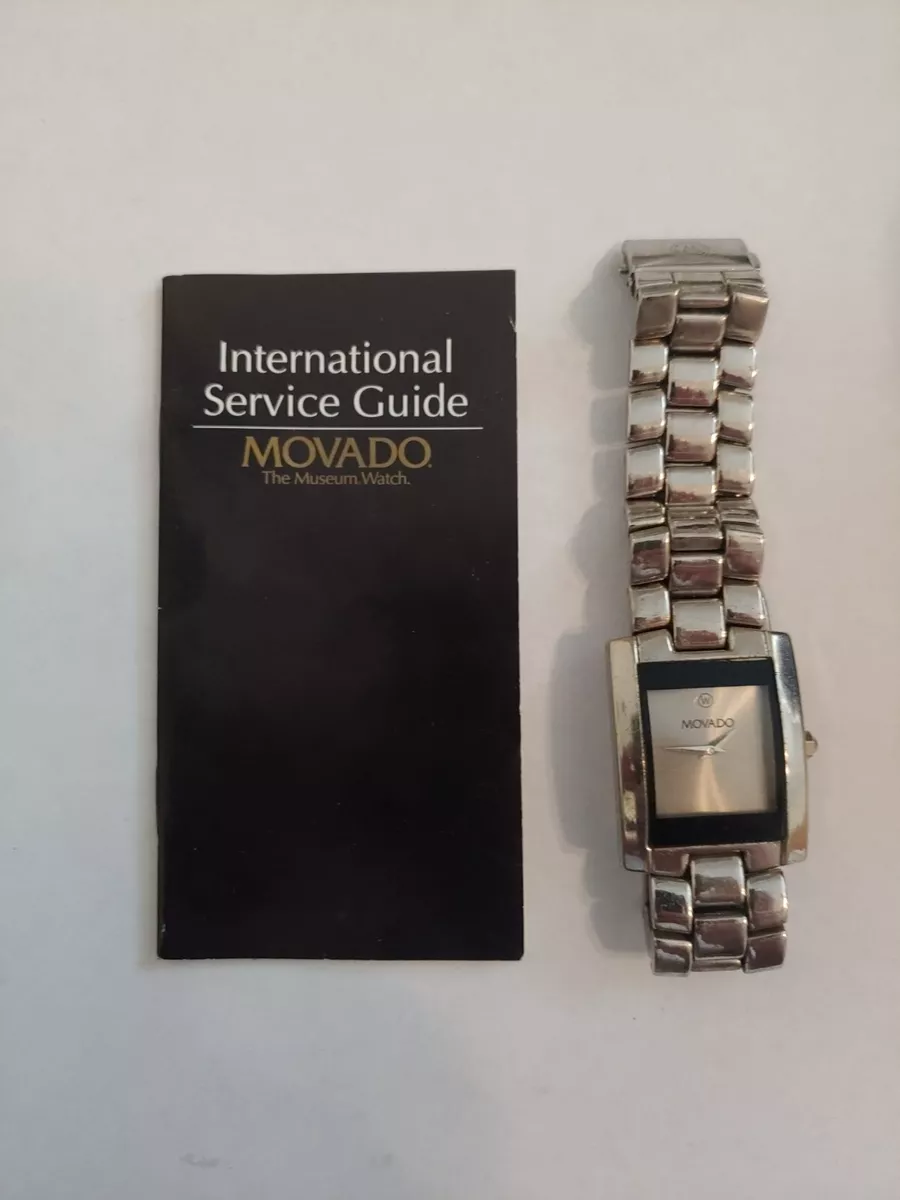 International
Service Guide
MOVADO.
The Museum.Watch.
MOVADO